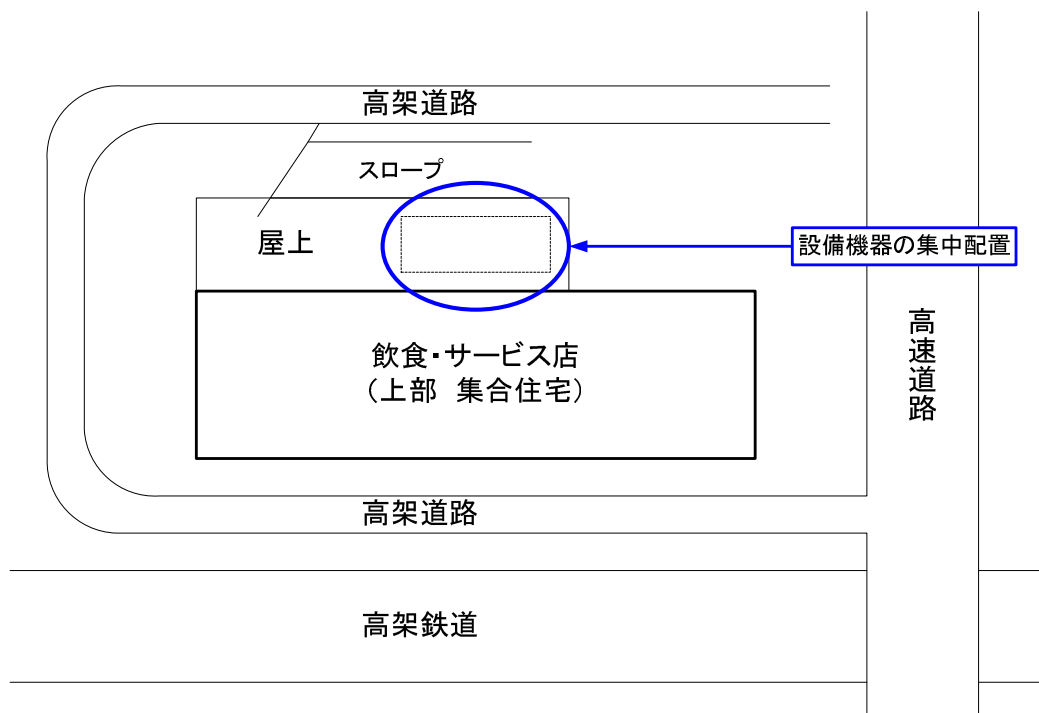 高架道路
スロープ
屋上
設備機器の集中配置
飲食・サービス店
（上部　集合住宅）
高速道路
高架道路
高架鉄道